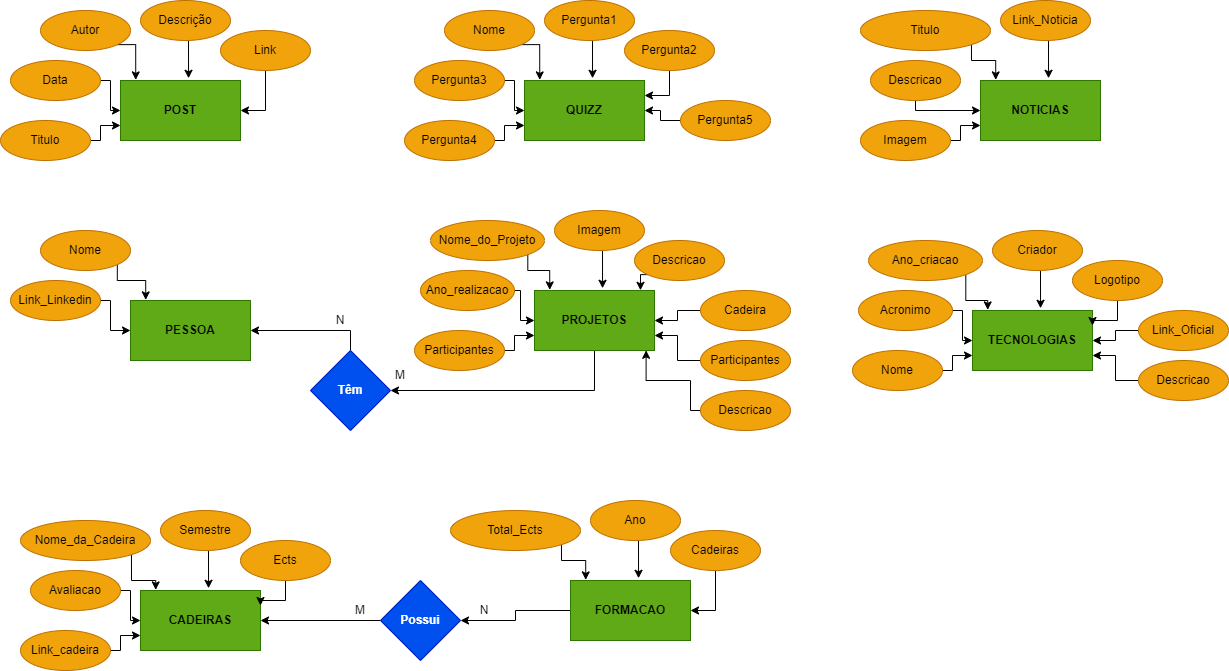 Autor
Descrição
Link
Data
Titulo
POST
Nome
Pergunta1
Pergunta2
Pergunta3
Pergunta4
Pergunta5
QUIZZ
Titulo
Link_Noticia
Descricao
Imagem
NOTICIAS
Nome
Link_Linkedin
PESSOA
N
Têm
M
Nome_do_Projeto
Imagem
Descricao
Ano_realizacao
Cadeira
Participantes
Participantes
Descricao
PROJETOS
Ano_criacao
Criador
Logotipo
Acronimo
Link_Oficial
Nome
Descricao
TECNOLOGIAS
Nome_da_Cadeira
Semestre
Ects
Avaliacao
Link_cadeira
CADEIRAS
M
Possui
N
Total_Ects
Ano
Cadeiras
FORMACAO